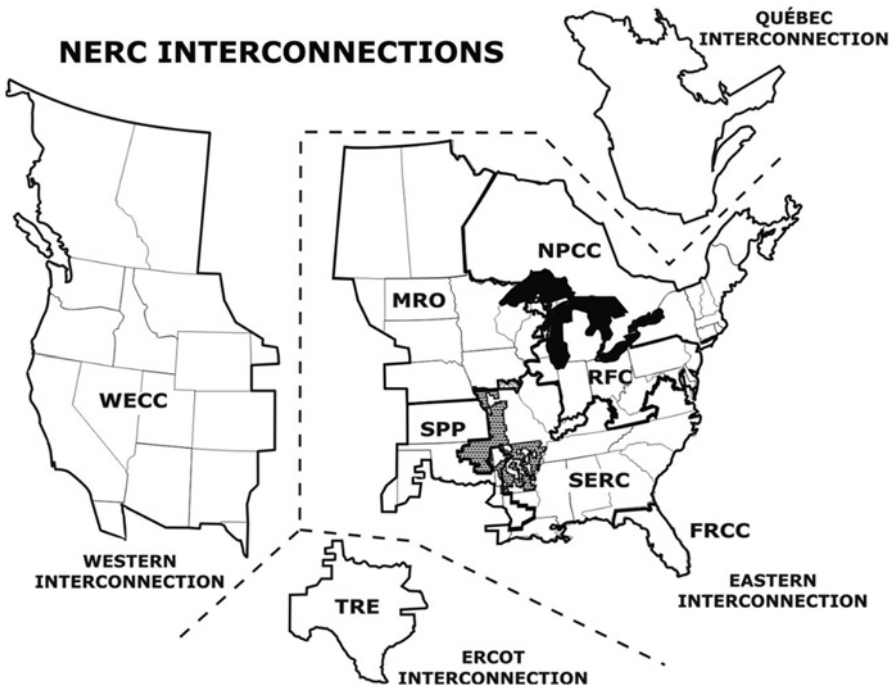 QUÉBEC
INTERCONNECTION
NERC INTERCONNECTIONS
NPCC
MRO
RFC
WECC
SPP
SERC
FRCC
WESTERN
INTERCONNECTION
EASTERN
INTERCONNECTION
TRE
ERCOT
INTERCONNECTION